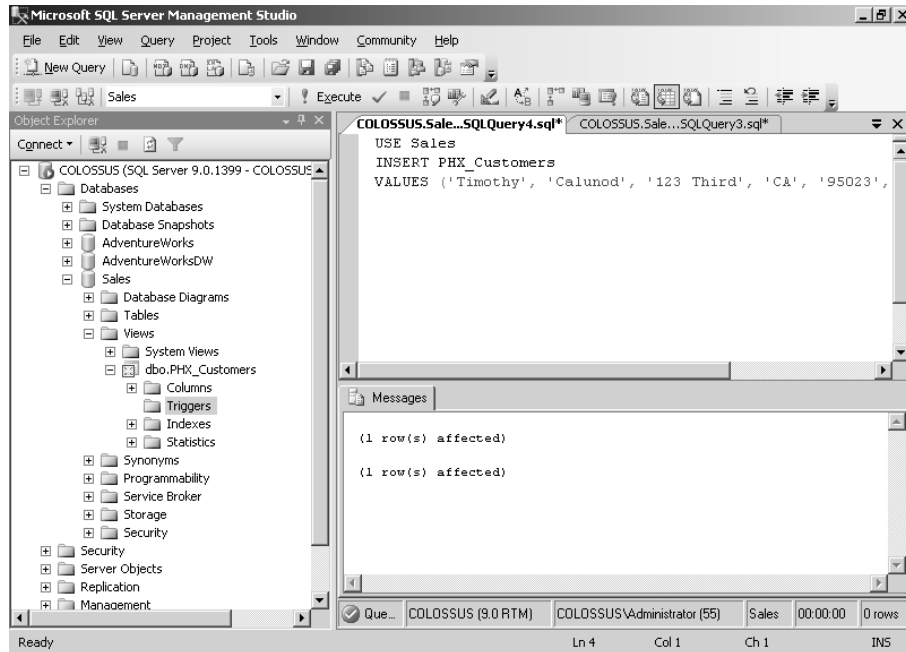 Microsoft SQL Server Management Studio
File Edit View Query Project Tools Window Community Help
New Query
Sales Execute
Object Explorer
Connect
COLOSSUS (SQL Server 9.0.1399 - COLOSSUS
Databases
System Databases
Database Snapshots
AdventureWorks
AdventureWorksDW
Sales
Database Diagrams
Tables
Views
System Views
dbo.PHX_Customers
Columns
Triggers
Indexes
Statistics
Synonyms
Programmability
Service Broker
Storage
Security
Security
Server Objects
Replication
Management
COLOSSUS.Sale...SQLQuery4.sql* COLOSSUS.Sale...SQLQuery3.sql*
USE Sales
INSERT PHX_Customers
VALUES ('Timothy', 'Calunod', '123 Third', 'CA', '95023',
Messages
(1 row(s) affected)
(1 row(s) affected)
Que... COLOSSUS (9.0 RTM) COLOSSUS\Administrator (55) Sales 00:00:00 0 rows
Ready Ln 4 Col 1 Ch 1 INS